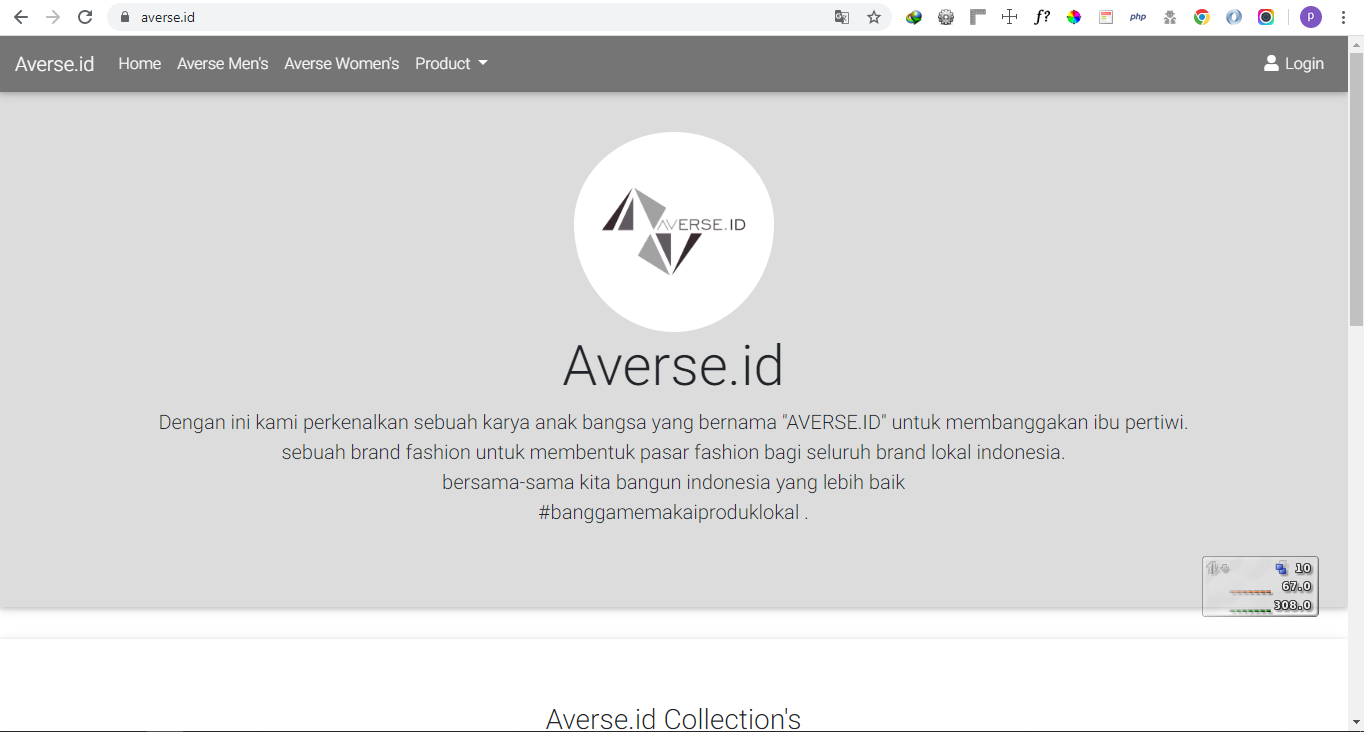 averse.id
f?
php
P
Averse.id Home Averse Men's Averse Women's Product Login
AVERSE.ID
Averse.id
Dengan ini kami perkenalkan sebuah karya anak bangsa yang bernama "AVERSE.ID" untuk membanggakan ibu pertiwi.
sebuah brand fashion untuk membentuk pasar fashion bagi seluruh brand lokal indonesia.
bersama-sama kita bangun indonesia yang lebih baik
#banggamemakaiproduklokal .
10
67.0
308.0
Averse.id Collection's